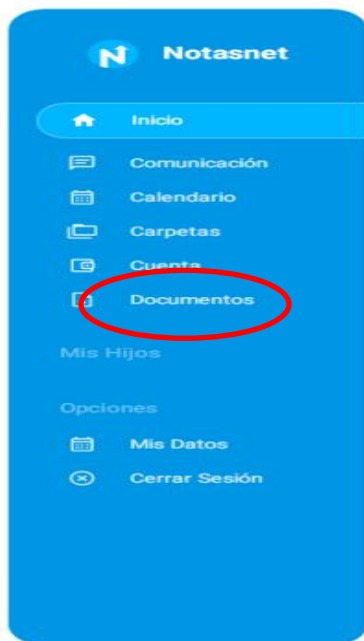 Notasnet
Inicio
Comunicación
Calendario
Carpetas
Cuenta
Documentos
Mis Hijos
Opciones
Mis Datos
Cerrar Sesión